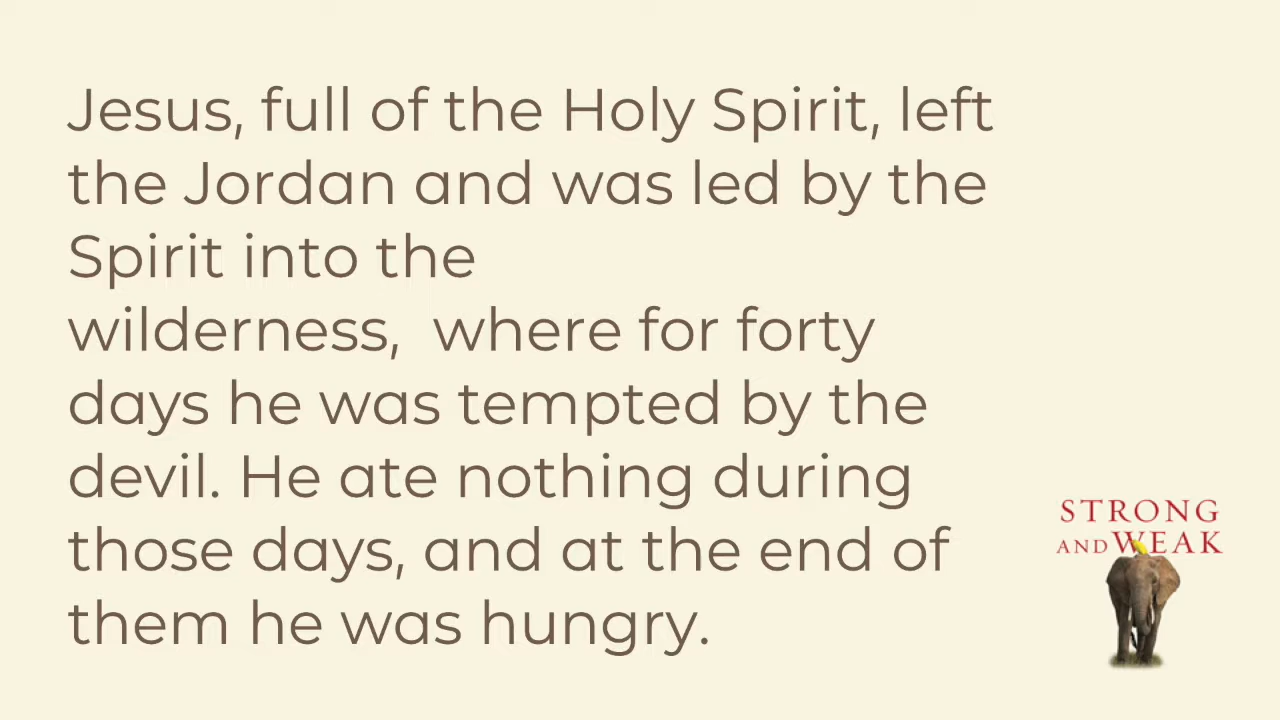 Jesus, full of the Holy Spirit, left
the Jordan and was led by the
Spirit into the
wilderness,  where for forty
days he was tempted by the
devil. He ate nothing during
those days, and at the end of
them he was hungry.
STRONG
AND WEAK